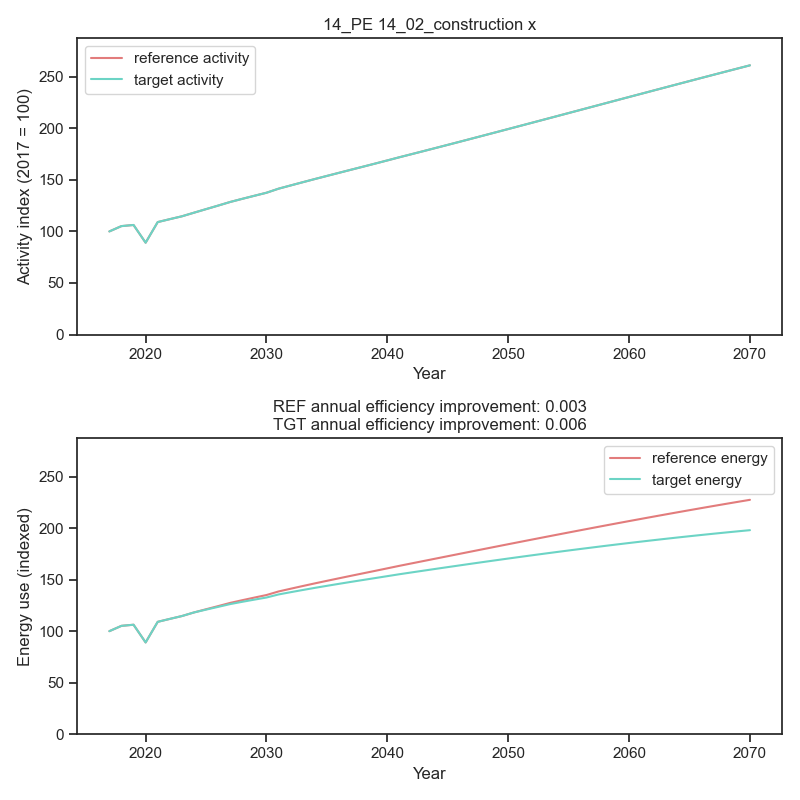 14_PE 14_02_construction x
reference activity
target activity
Activity index (2017 = 100)
250
200
150
100
50
0
2020 2030 2040 2050 2060 2070
Year
REF annual efficiency improvement: 0.003
TGT annual efficiency improvement: 0.006
reference energy
target energy
Energy use (indexed)
250
200
150
100
50
0
2020 2030 2040 2050 2060 2070
Year